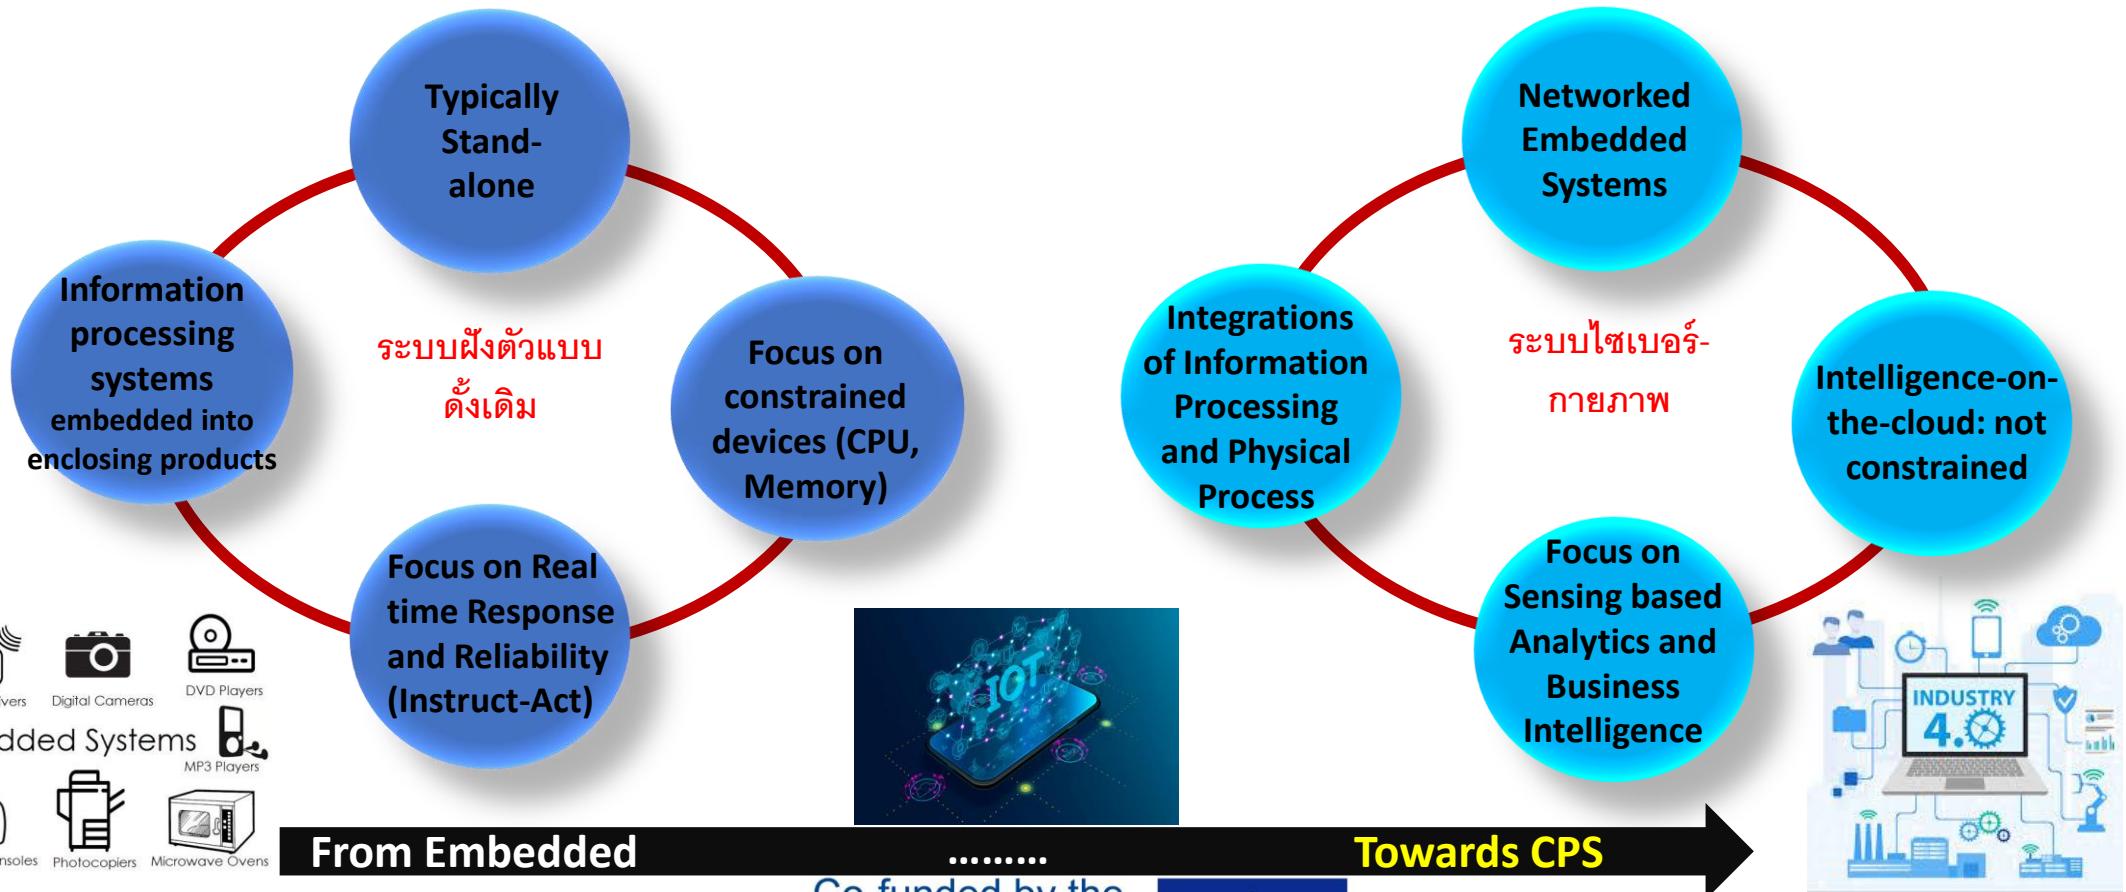 Typically
Stand-
alone
Information
processing
systems
embedded into
enclosing products
ระบบฝังตัวแบบ
ดั้งเดิม
Focus on
constrained
devices (CPU,
Memory)
Focus on Real
time Response
and Reliability
(Instruct-Act)
Networked
Embedded
Systems
Integrations
of Information
Processing
and Physical
Process
ระบบไซเบอร์-
กายภาพ
Intelligence-on-
the-cloud: not
constrained
Focus on
Sensing based
Analytics and
Business
Intelligence
Digital Cameras
DVD Players
Systems
MP3 Players
Photocopiers
Microwave Ovens
IOT
INDUSTRY
4.0
From Embedded
.........
Towards CPS
Co-funded by the